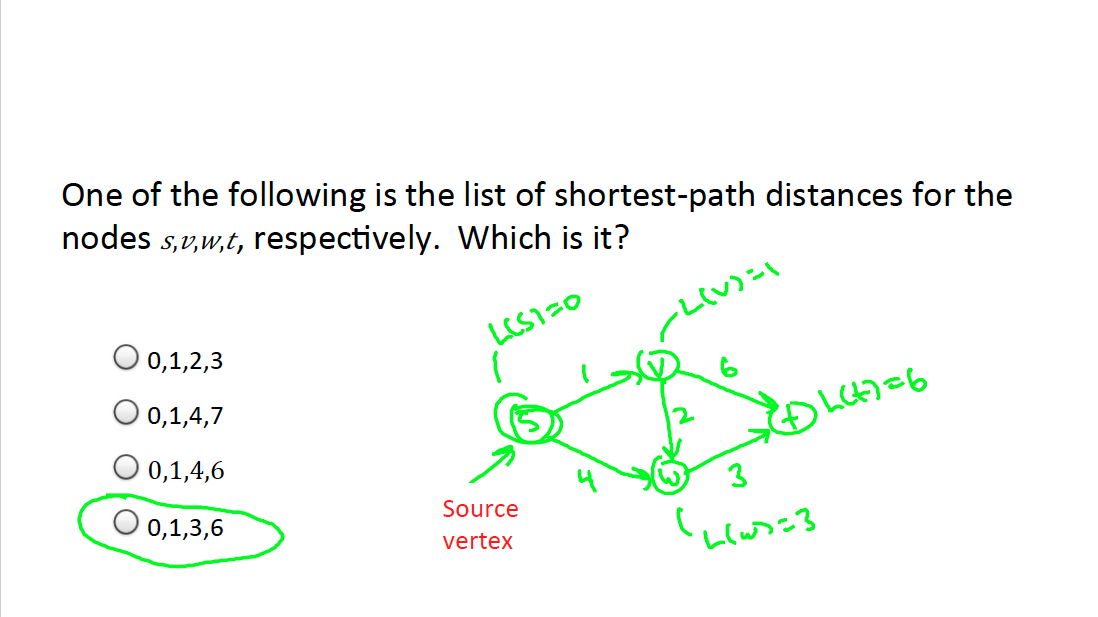 One of the following is the list of shortest-path distances for the
nodes s,v,w,t, respectively. Which is it?
L(v)=1
L(s)=0
0,1,2,3
1
v
6
L(t)=6
0,1,4,7
s
2
t
0,1,4,6
4
w
3
Source
vertex
0,1,3,6
L(w)=3